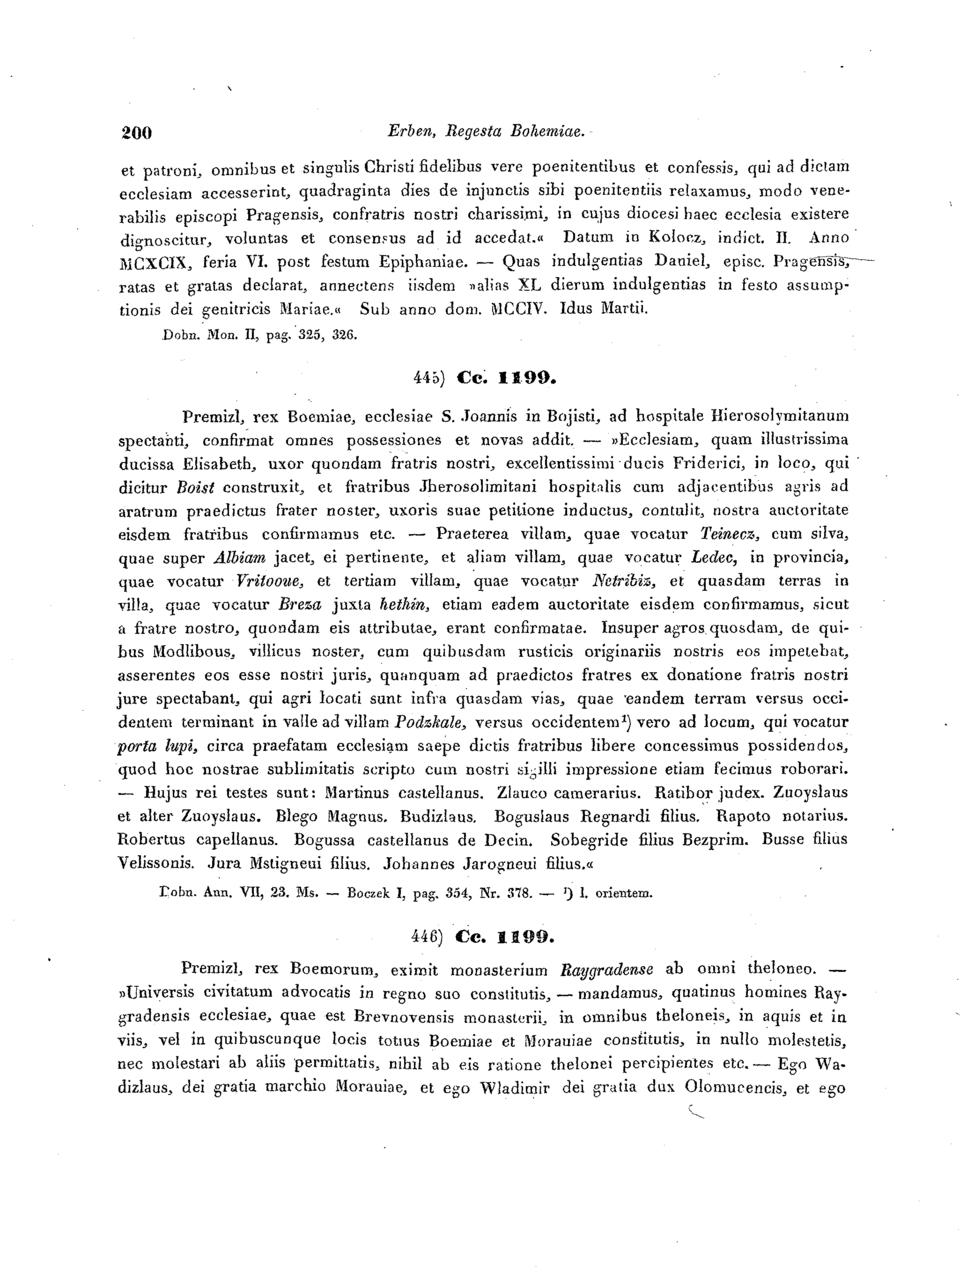 200 Erben, Regesta Bohemiae.
et patroni, omnibus et singulis Christi fidelibus vere poenitentibus et confessis, qui ad dictam
ecclesiam accesserint, quadraginta dies de injunctis sibi poenitentiis relaxamus, modo vene-
rabilis episcopi Pragensis, confratris nostri charissimi, in cujus diocesi haec ecclesia existere
dignoscitur, voluntas et consensus ad id accedat.« Datum in Kolocz, indict. II. Anno
MCXCIX, feria VI. post festum Epiphaniae. — Quas indulgentias Daniel, episc. Pragensis,
ratas et gratas declarat, annectens iisdem »alias XL dierum indulgentias in festo assump-
tionis dei genitricis Mariae.« Sub anno dom. MCCIV. Idus Martii.
Dobn. Mon. II, pag. 325, 326.
445) Cc. 1199.
Premizl, rex Boemiae, ecclesiae S. Joannis in Bojisti, ad hospitale Hierosolymitanum
spectanti, confirmat omnes possessiones et novas addit. — »Ecclesiam, quam illustrissima
ducissa Elisabeth, uxor quondam fratris nostri, excellentissimi ducis Friderici, in loco, qui
dicitur Boist construxit, et fratribus Jherosolimitani hospitalis cum adjacentibus agris ad
aratrum praedictus frater noster, uxoris suae petitione inductus, contulit, nostra auctoritate
eisdem fratribus confirmamus etc. — Praeterea villam, quae vocatur Teinecz, cum silva,
quae super Albiam jacet, ei pertinente, et aliam villam, quae vocatur Ledec, in provincia,
quae vocatur Vritooue, et tertiam villam, quae vocatur Netribiz, et quasdam terras in
villa, quae vocatur Breza juxta hethin, etiam eadem auctoritate eisdem confirmamus, sicut
a fratre nostro, quondam eis attributae, erant confirmatae. Insuper agros quosdam, de qui-
bus Modlibous, villicus noster, cum quibusdam rusticis originariis nostris eos impetebat,
asserentes eos esse nostri juris, quanquam ad praedictos fratres ex donatione fratris nostri
jure spectabant, qui agri locati sunt infra quasdam vias, quae eandem terram versus occi-
dentem terminant in valle ad villam Podzkale, versus occidentem¹) vero ad locum, qui vocatur
porta lupi, circa praefatam ecclesiam saepe dictis fratribus libere concessimus possidendos,
quod hoc nostrae sublimitatis scripto cum nostri sigilli impressione etiam fecimus roborari.
— Hujus rei testes sunt: Martinus castellanus. Zlauco camerarius. Ratibor judex. Zuoyslaus
et alter Zuoyslaus. Blego Magnus. Budizlaus. Boguslaus Regnardi filius. Rapoto notarius.
Robertus capellanus. Bogussa castellanus de Decin. Sobegride filius Bezprim. Busse filius
Velissonis. Jura Mstigneui filius. Johannes Jarogneui filius.«
Dobn. Ann. VII, 23. Ms. — Boczek I, pag. 354, Nr. 378. — ¹) l. orientem.
446) Cc. 1199.
Premizl, rex Boemorum, eximit monasterium Raygradense ab omni theloneo. —
»Universis civitatum advocatis in regno suo constitutis, — mandamus, quatinus homines Ray-
gradensis ecclesiae, quae est Brevnovensis monasterii, in omnibus theloneis, in aquis et in
viis, vel in quibuscunque locis totius Boemiae et Morauiae constitutis, in nullo molestetis,
nec molestari ab aliis permittatis, nihil ab eis ratione thelonei percipientes etc. — Ego Wa-
dizlaus, dei gratia marchio Morauiae, et ego Wladimir dei gratia dux Olomucencis, et ego